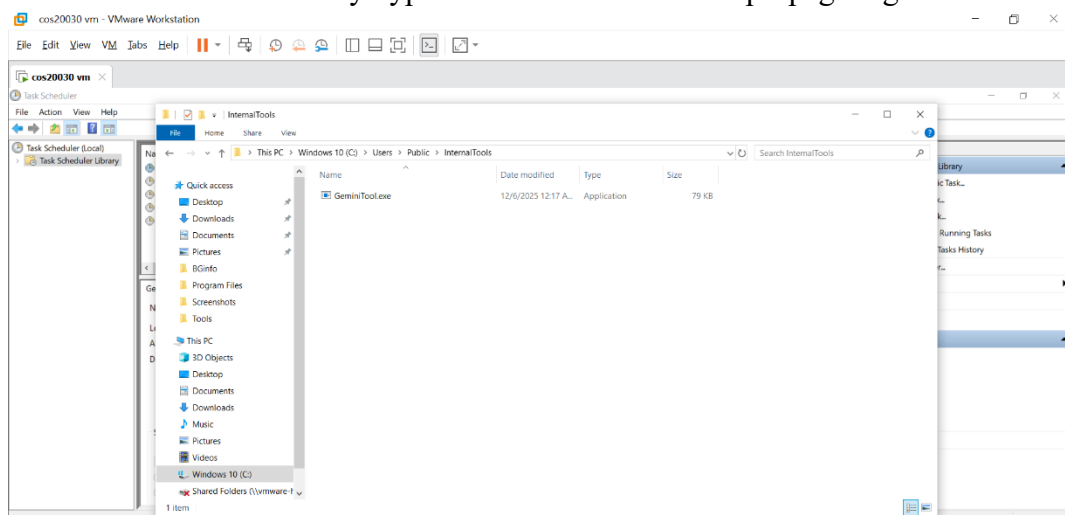 cos20030 vm - VMware Workstation
File Edit View VM Tabs Help
cos20030 vm
Task Scheduler
File Action View Help
Task Scheduler (Local)
Task Scheduler Library
InternalTools
File Home Share View
This PC > Windows 10 (C:) > Users > Public > InternalTools
Search InternalTools
Name Date modified Type Size
GeminiTool.exe 12/6/2025 12:17 A... Application 79 KB
Quick access
Desktop
Downloads
Documents
Pictures
BGinfo
Program Files
Screenshots
Tools
This PC
3D Objects
Desktop
Documents
Downloads
Music
Pictures
Videos
Windows 10 (C:)
Shared Folders (\\vmware-h
1 item
Library
ic Task...
Running Tasks
Tasks History